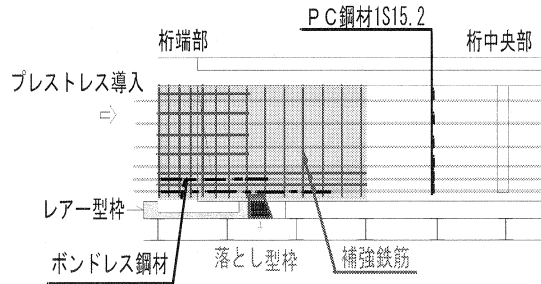 PC鋼材1S15.2
桁端部
桁中央部
プレストレス導入
レアー型枠
落とし型枠
補強鉄筋
ボンドレス鋼材